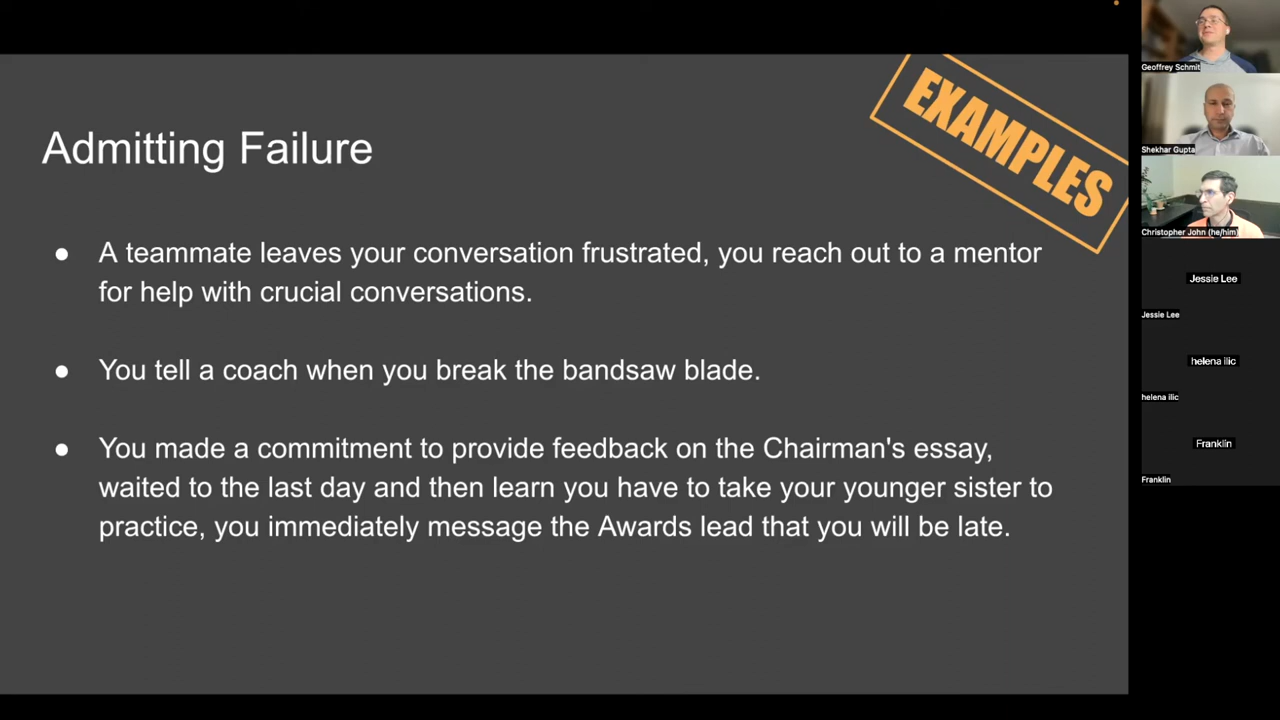 EXAMPLES
Admitting Failure
● A teammate leaves your conversation frustrated, you reach out to a mentor
for help with crucial conversations.
● You tell a coach when you break the bandsaw blade.
● You made a commitment to provide feedback on the Chairman's essay,
waited to the last day and then learn you have to take your younger sister to
practice, you immediately message the Awards lead that you will be late.
Geoffrey Schmit
Shekhar Gupta
Christopher John (he/him)
Jessie Lee
Jessie Lee
helena ilic
helena ilic
Franklin
Franklin